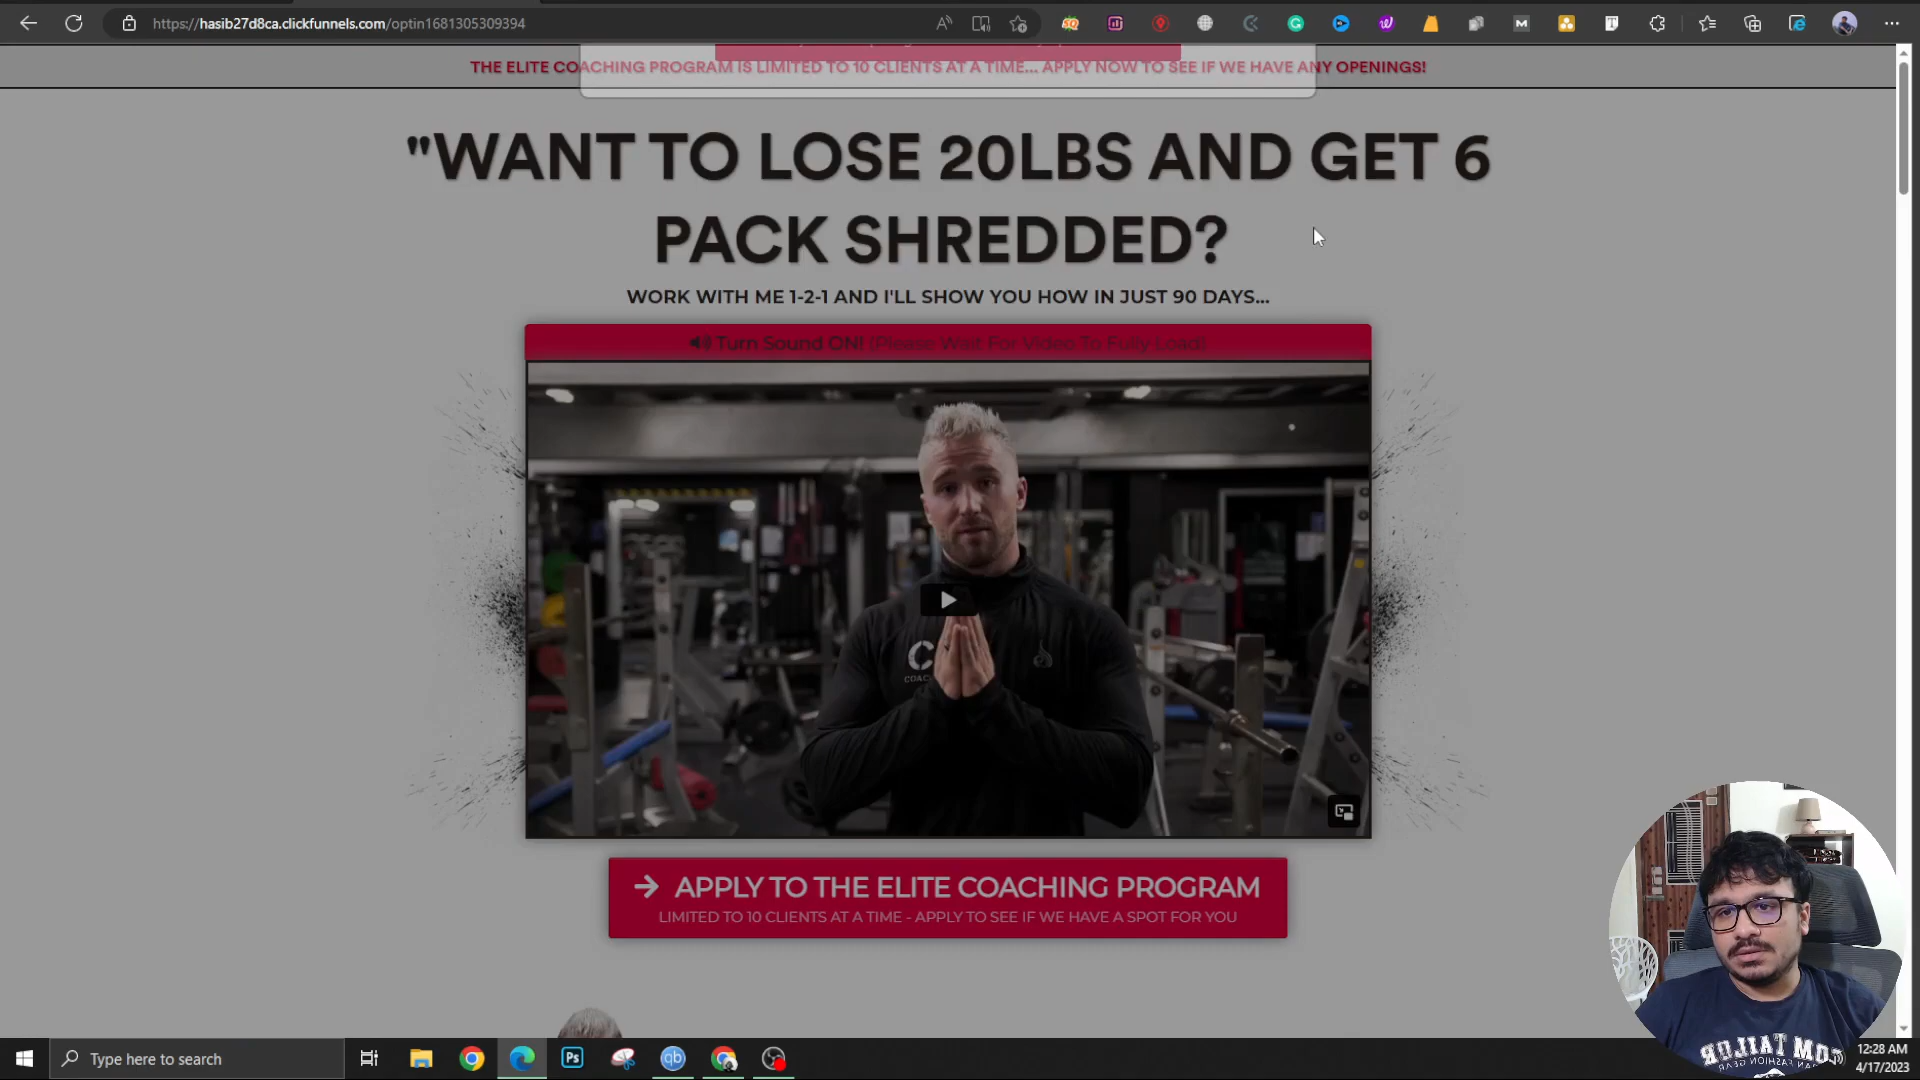 https://hasib27d8ca.clickfunnels.com/optin1681305309394
THE ELITE COACHING PROGRAM IS LIMITED TO 10 CLIENTS AT A TIME... APPLY NOW TO SEE IF WE HAVE ANY OPENINGS!
"WANT TO LOSE 20LBS AND GET 6
PACK SHREDDED?
WORK WITH ME 1-2-1 AND I'LL SHOW YOU HOW IN JUST 90 DAYS...
Turn Sound ON! (Please Wait For Video To Fully Load)
APPLY TO THE ELITE COACHING PROGRAM
LIMITED TO 10 CLIENTS AT A TIME - APPLY TO SEE IF WE HAVE A SPOT FOR YOU
TOM TAILOR
Type here to search
Ps
qb
12:28 AM
4/17/2023